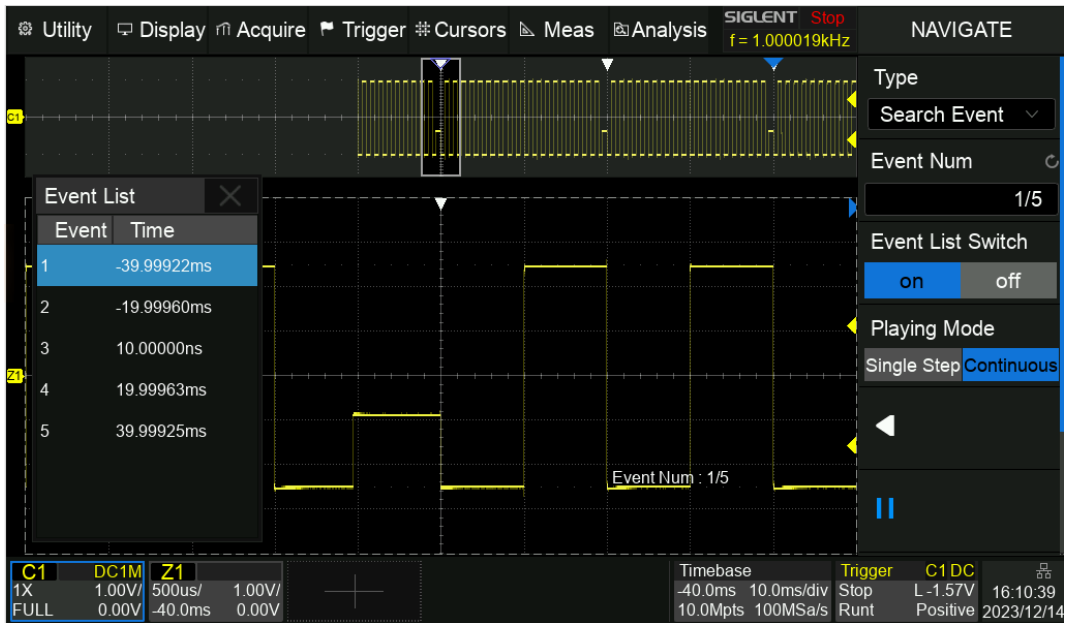 Utility Display Acquire Trigger Cursors Meas Analysis SIGLENT Stop NAVIGATE
f = 1.000019kHz
Type
Search Event
C1
Event Num
1/5
Event List
Event Time
1 -39.99922ms
2 -19.99960ms
3 10.00000ns
4 19.99963ms
5 39.99925ms
Event List Switch
on off
Playing Mode
Single Step Continuous
Z1
Event Num : 1/5
C1 DC1M
1X 1.00V/
FULL 0.00V
Z1
500us/ 1.00V/
-40.0ms 0.00V
Timebase
-40.0ms 10.0ms/div
10.0Mpts 100MSa/s
Trigger C1 DC
Stop L -1.57V
Runt Positive
16:10:39
2023/12/14